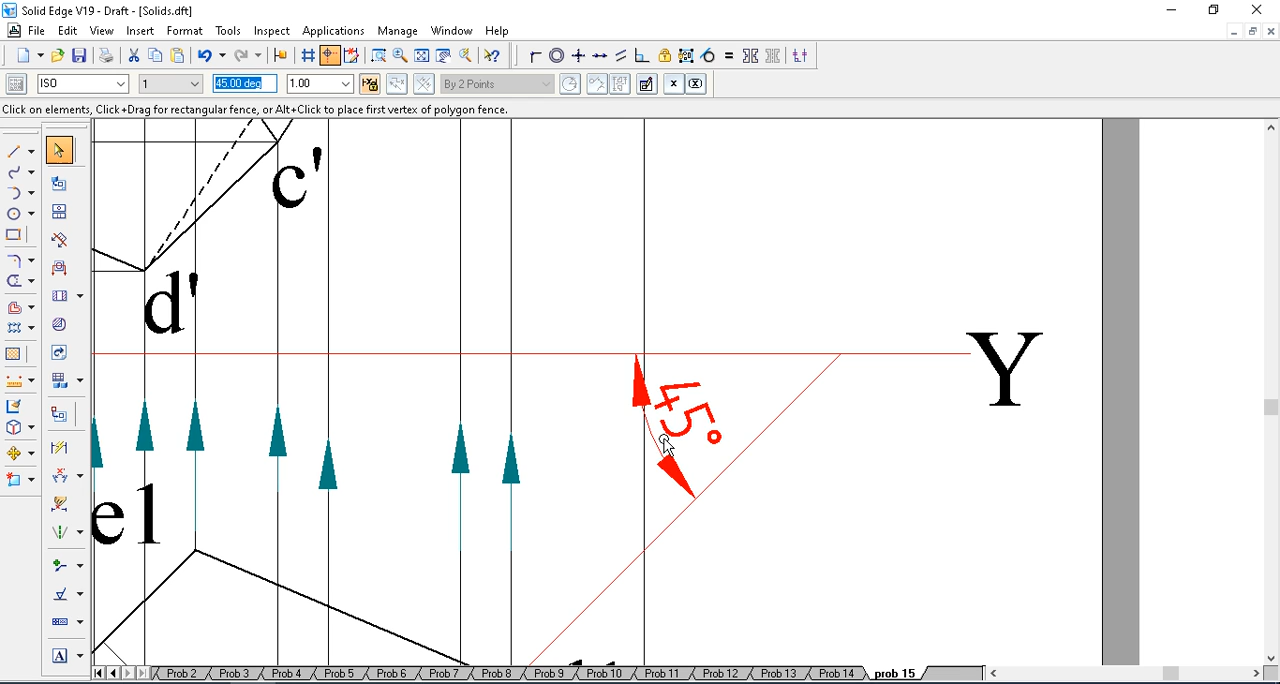 Solid Edge V19 - Draft - [Solids.dft]
File Edit View Insert Format Tools Inspect Applications Manage Window Help
ISO 1 45.00 deg 1.00 By 2 Points
Click on elements, Click+Drag for rectangular fence, or Alt+Click to place first vertex of polygon fence.
c'
d'
Y
45°
e1
A
Prob 2 Prob 3 Prob 4 Prob 5 Prob 6 Prob 7 Prob 8 Prob 9 Prob 10 Prob 11 Prob 12 Prob 13 Prob 14 prob 15